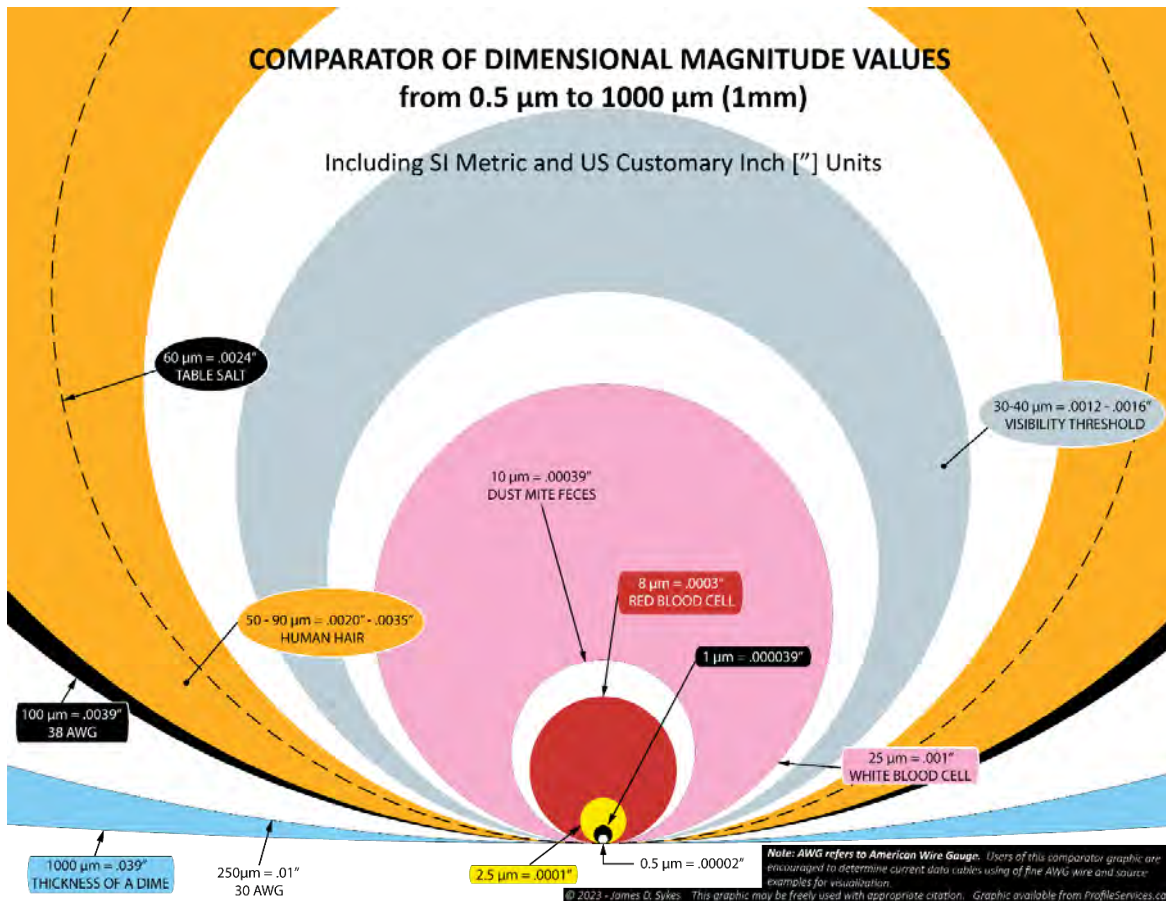 COMPARATOR OF DIMENSIONAL MAGNITUDE VALUES
from 0.5 µm to 1000 µm (1mm)
Including SI Metric and US Customary Inch [”] Units
60 µm = .0024”
TABLE SALT
30-40 µm = .0012 - .0016”
VISIBILITY THRESHOLD
10 µm = .00039”
DUST MITE FECES
8 µm = .0003”
RED BLOOD CELL
50 - 90 µm = .0020” - .0035”
HUMAN HAIR
1 µm = .000039”
100 µm = .0039”
38 AWG
25 µm = .001”
WHITE BLOOD CELL
1000 µm = .039”
THICKNESS OF A DIME
250µm = .01”
30 AWG
2.5 µm = .0001”
0.5 µm = .00002”
Note: AWG refers to American Wire Gauge. Users of this comparator graphic are
encouraged to determine current data cables using of fine AWG wire and source
examples for visualization.
© 2023 - James D. Sykes This graphic may be freely used with appropriate citation. Graphic available from ProfileServices.co